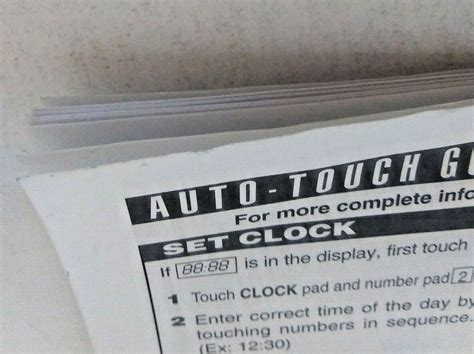 AUTO-TOUCH G
For more complete info
SET CLOCK
If 88:88 is in the display, first touch
1 Touch CLOCK pad and number pad 2
2 Enter correct time of the day by
touching numbers in sequence.
(Ex: 12:30)